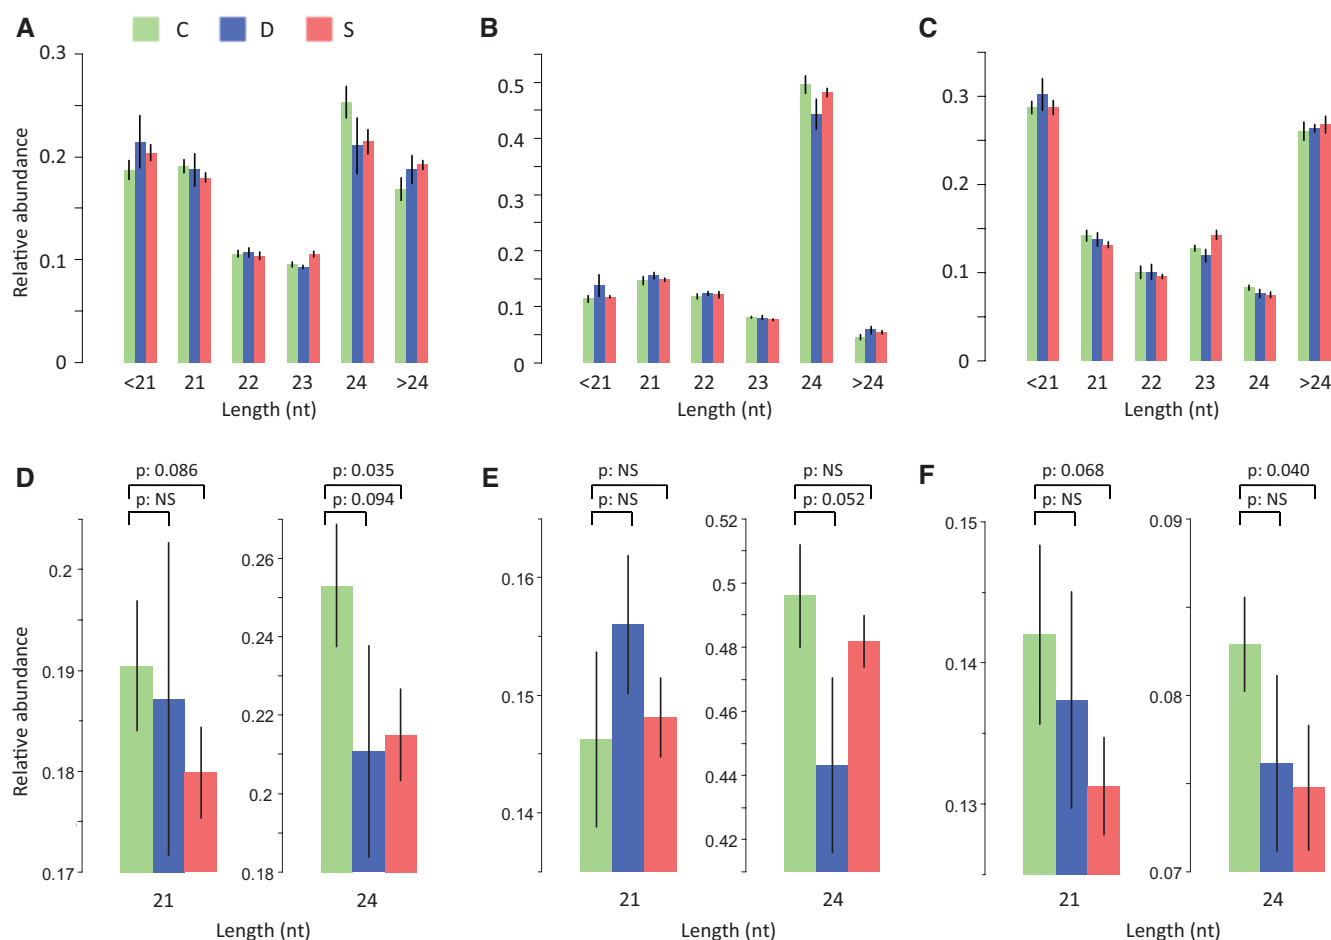 A
C
D
S
B
C
0.3
0.2
0.1
0
Relative abundance
<21
21
22
23
24
>24
Length (nt)
0.5
0.4
0.3
0.2
0.1
0
<21
21
22
23
24
>24
Length (nt)
0.3
0.2
0.1
0
<21
21
22
23
24
>24
Length (nt)
D
p: 0.086
p: NS
p: 0.035
p: 0.094
0.2
0.19
0.18
0.17
Relative abundance
21
0.26
0.24
0.22
0.2
0.18
24
Length (nt)
E
p: NS
p: NS
p: NS
p: 0.052
0.16
0.15
0.14
21
0.52
0.5
0.48
0.46
0.44
0.42
24
Length (nt)
F
p: 0.068
p: NS
p: 0.040
p: NS
0.15
0.14
0.13
21
0.09
0.08
0.07
24
Length (nt)